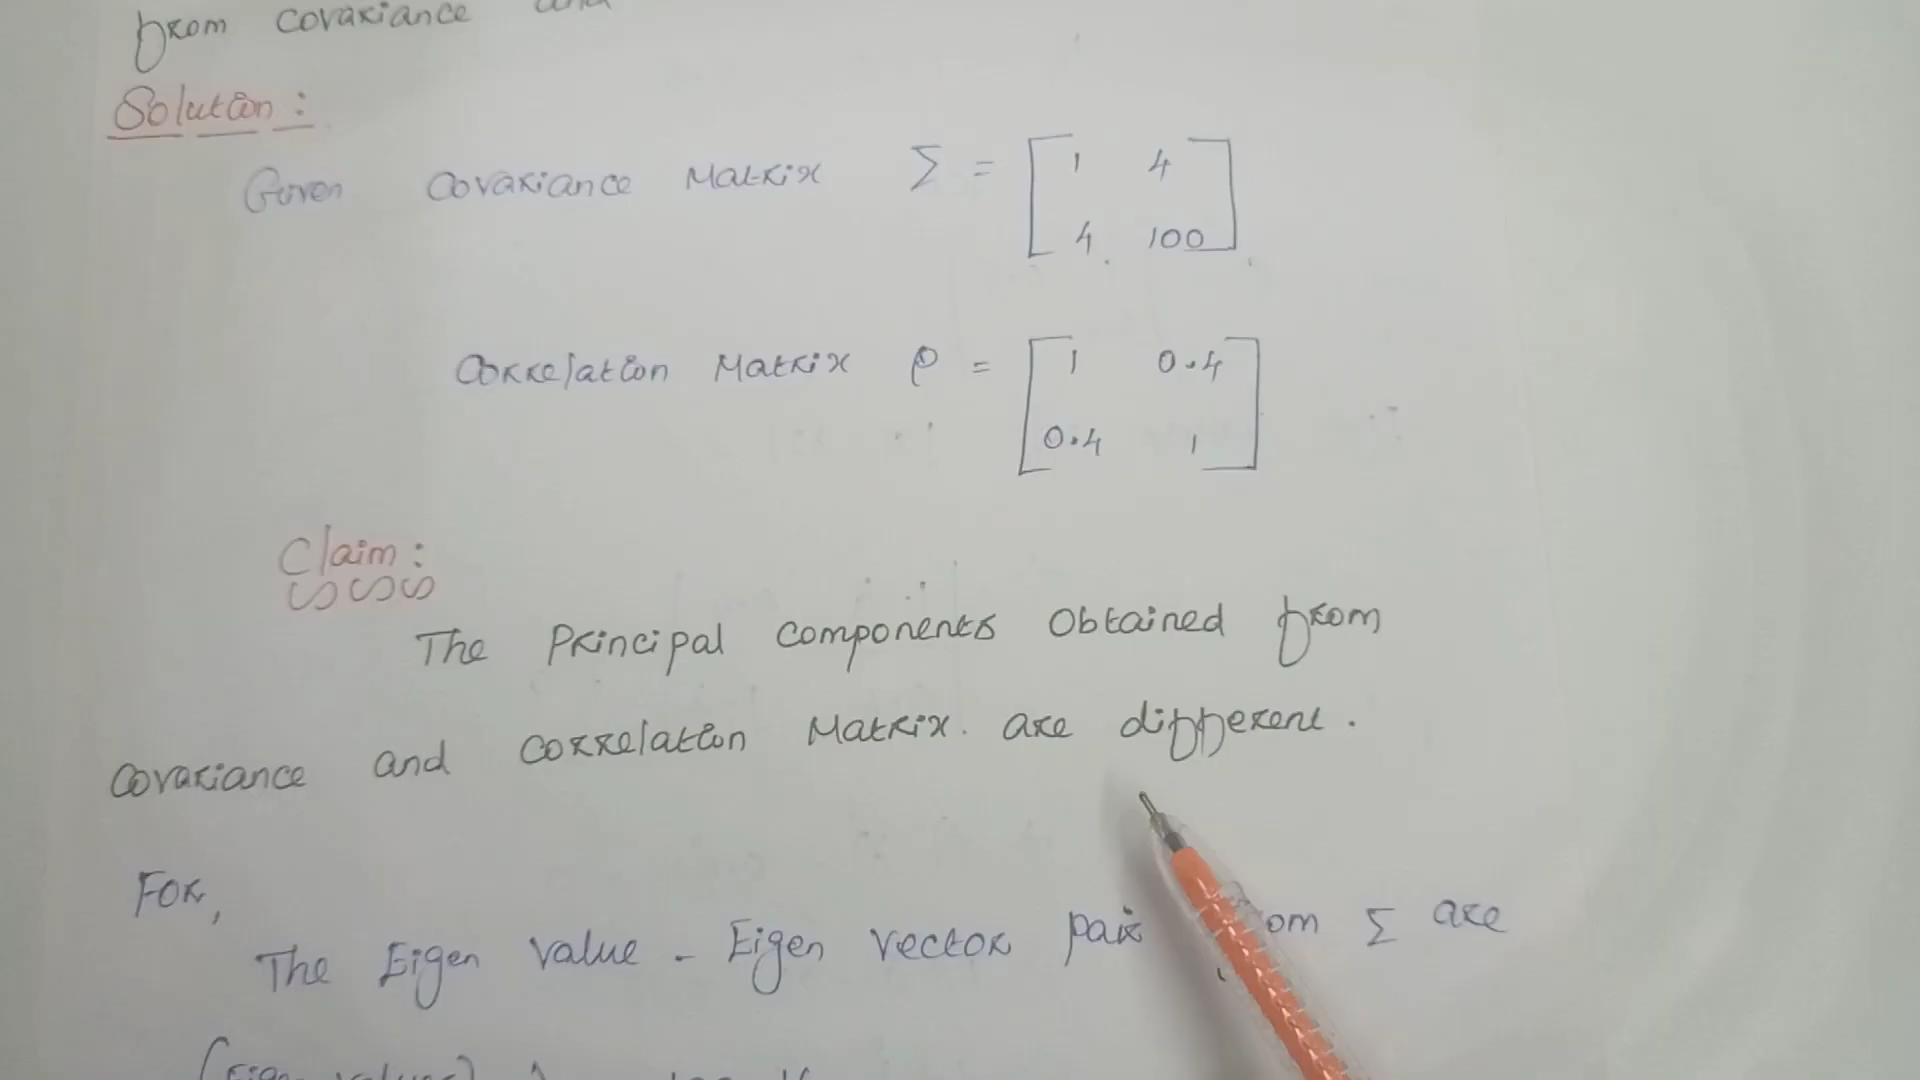 from covariance and
Solution:
Given Covariance Matrix Σ = [1 4
4 100]
Correlation Matrix ρ = [1 0.4
0.4 1]
Claim:
The Principal components obtained from
covariance and correlation Matrix. are different.
For,
The Eigen value - Eigen vector pair om Σ are